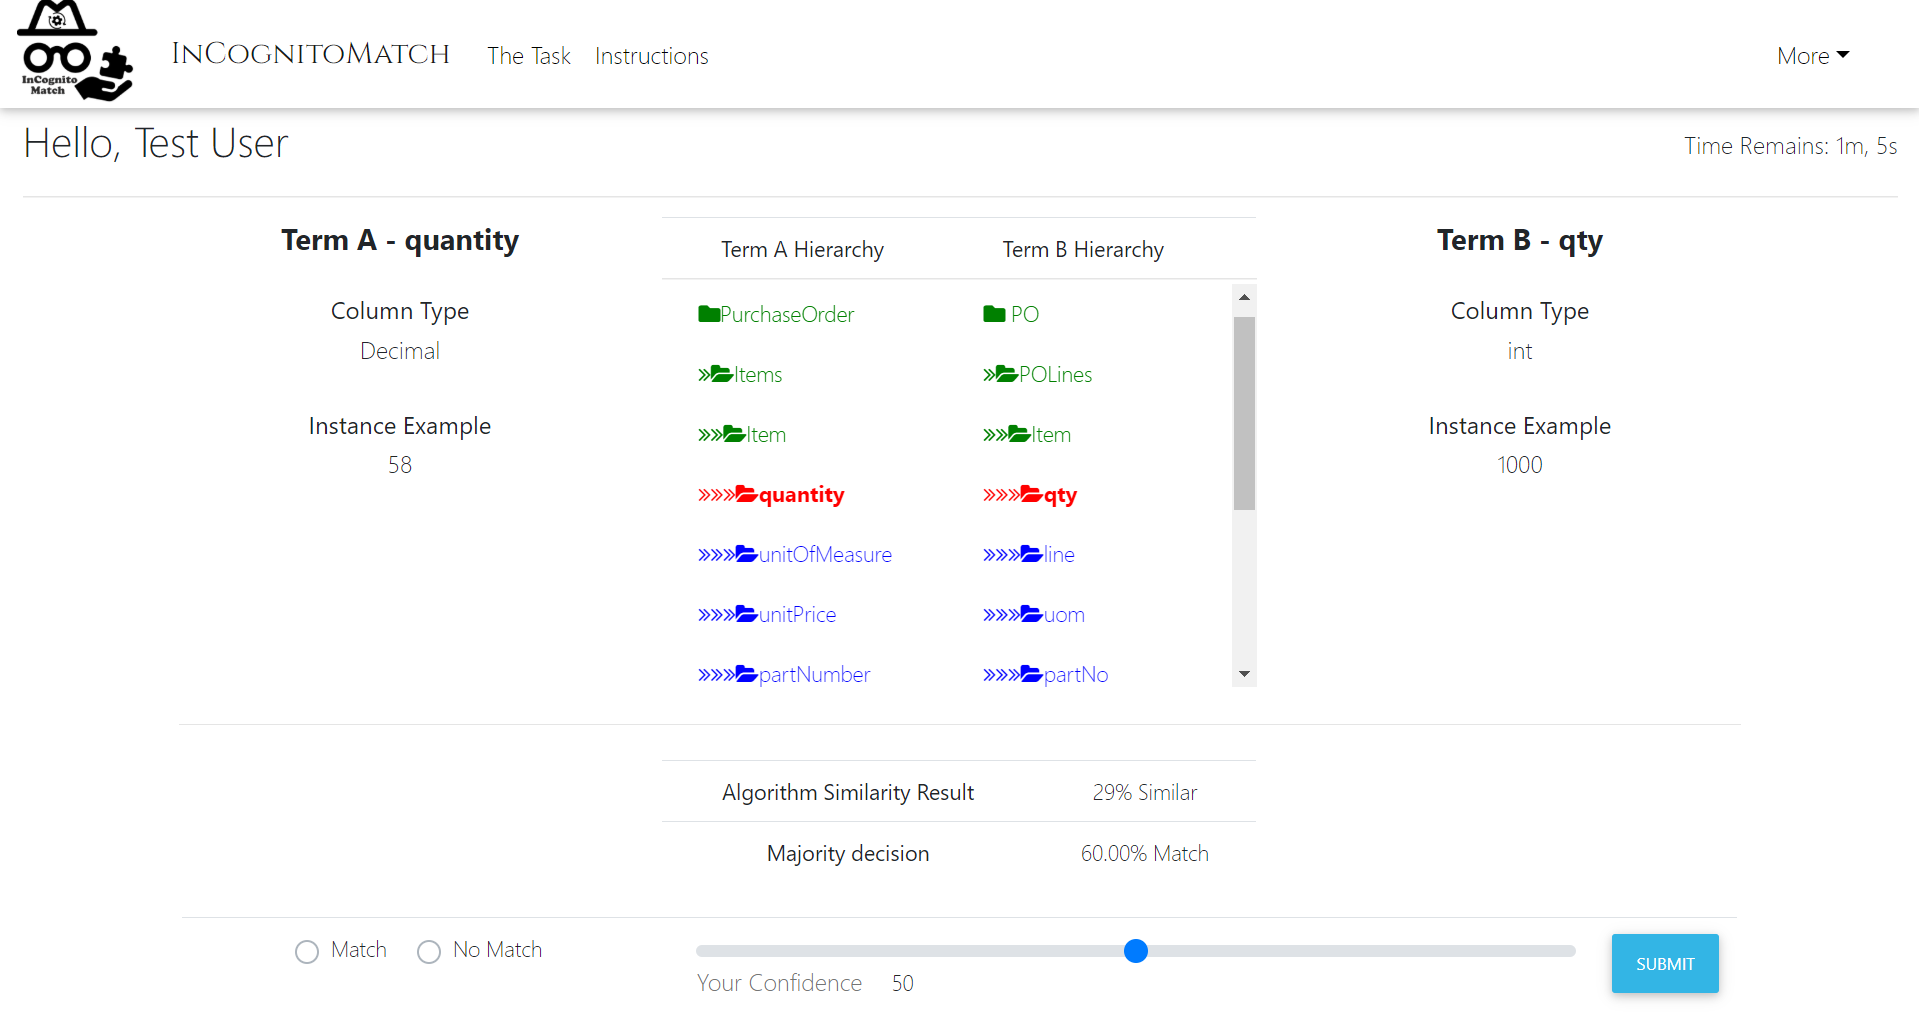 InCognito
Match
InCognitoMatch
The Task
Instructions
More
Hello, Test User
Time Remains: 1m, 5s
Term A - quantity
Column Type
Decimal
Instance Example
58
Term A Hierarchy
Term B Hierarchy
PurchaseOrder
PO
»Items
»POLines
»»Item
»»Item
»»»quantity
»»»qty
»»»unitOfMeasure
»»»line
»»»unitPrice
»»»uom
»»»partNumber
»»»partNo
Term B - qty
Column Type
int
Instance Example
1000
Algorithm Similarity Result
29% Similar
Majority decision
60.00% Match
Match
No Match
Your Confidence
50
SUBMIT